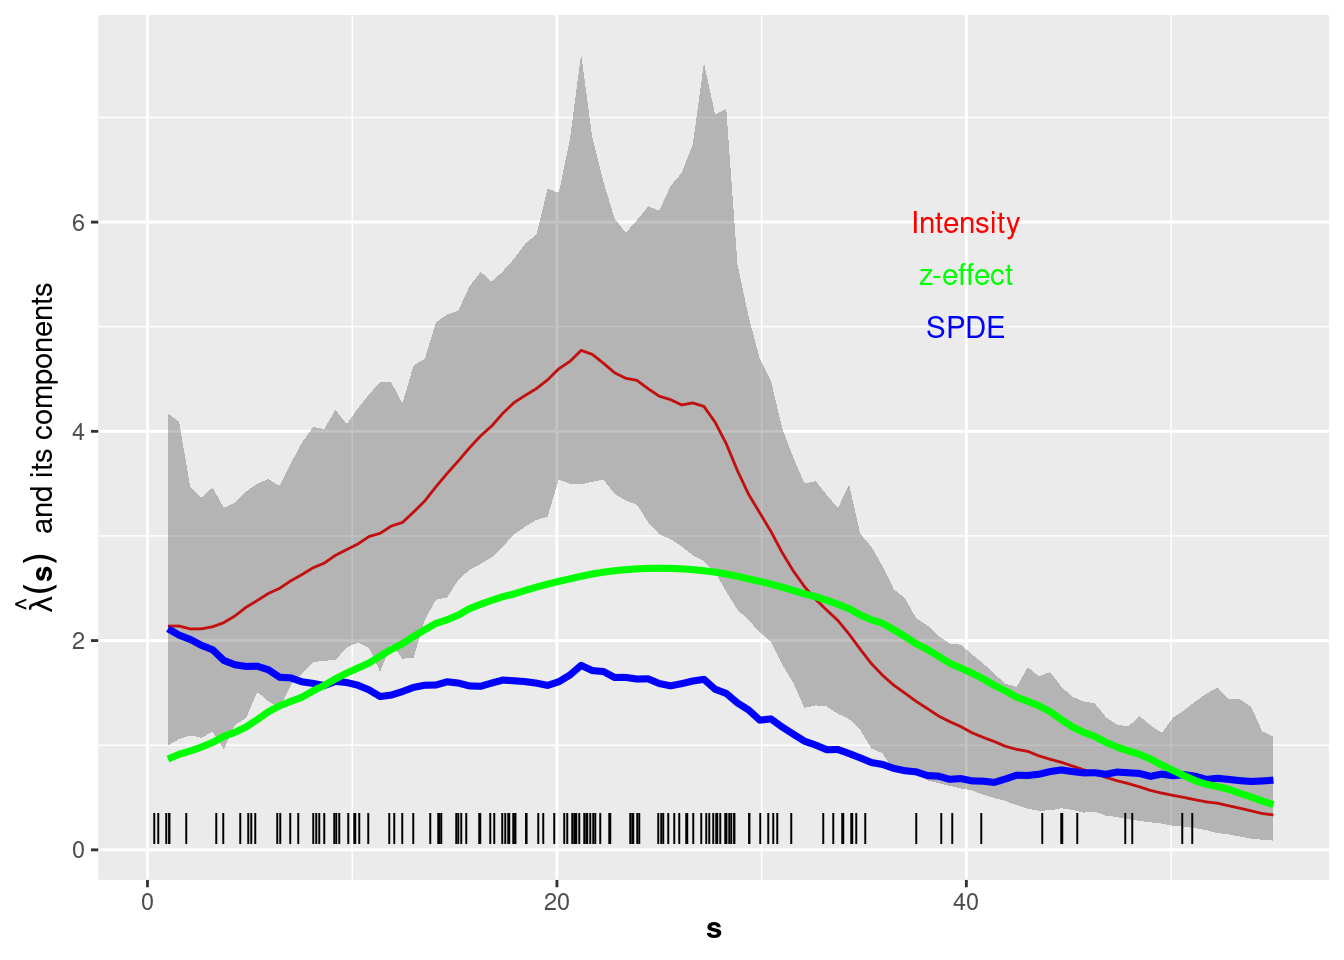 6
4
2
0
0 20 40
s
λ̂(s) and its components
Intensity
z-effect
SPDE